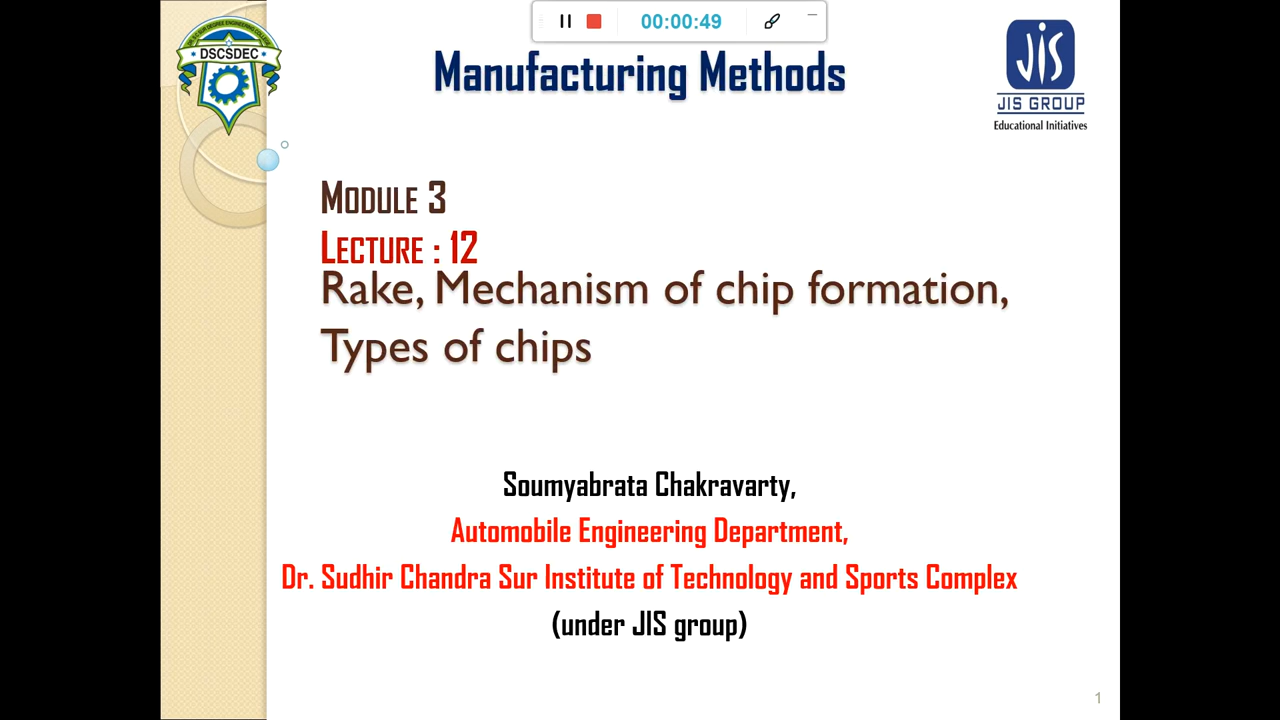 00:00:49
DSCSDEC
Manufacturing Methods
JIS
JIS GROUP
Educational Initiatives
MODULE 3
LECTURE : 12
Rake, Mechanism of chip formation,
Types of chips
Soumyabrata Chakravarty,
Automobile Engineering Department,
Dr. Sudhir Chandra Sur Institute of Technology and Sports Complex
(under JIS group)
1